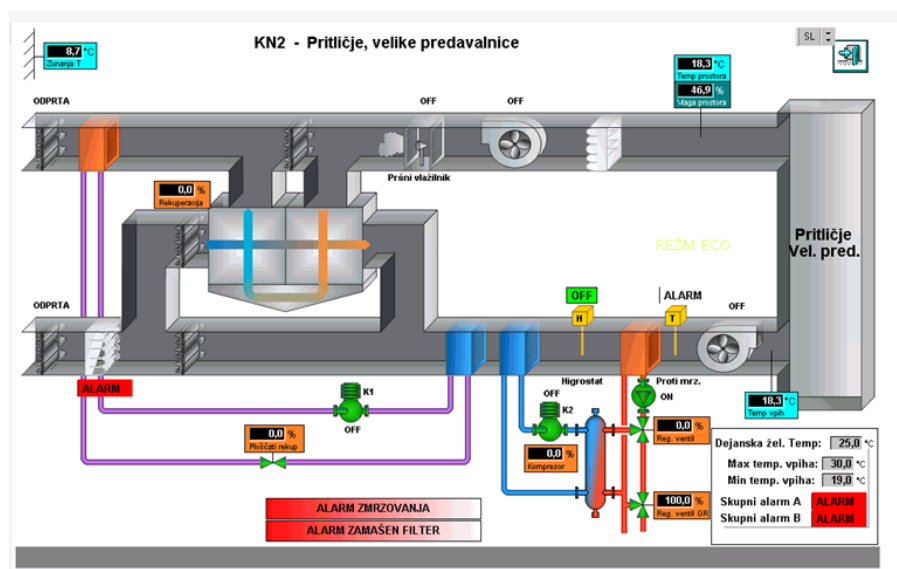 KN2 - Pritličje, velike predavalnice
SL
8,7 °C
Zunanja T
18,3 °C
Temp prostora
46,9 %
Vlaga prostora
ODPRTA
OFF
OFF
Pršni vlažilnik
0,0 %
Rekuperacija
REŽIM: ECO
Pritličje
Vel. pred.
ODPRTA
OFF
ALARM
OFF
H
T
ALARM
K1
OFF
Higrostat
Proti mrz.
ON
OFF
K2
18,3 °C
Temp vpih
0,0 %
Ploščati rekup
0,0 %
Kompresor
0,0 %
Reg. ventil
100,0 %
Reg. ventil GR
Dejanska žel. Temp: 25,0 °C
Max temp. vpiha: 30,0 °C
Min temp. vpiha: 19,0 °C
Skupni alarm A ALARM
Skupni alarm B ALARM
ALARM ZMRZOVANJA
ALARM ZAMAŠEN FILTER